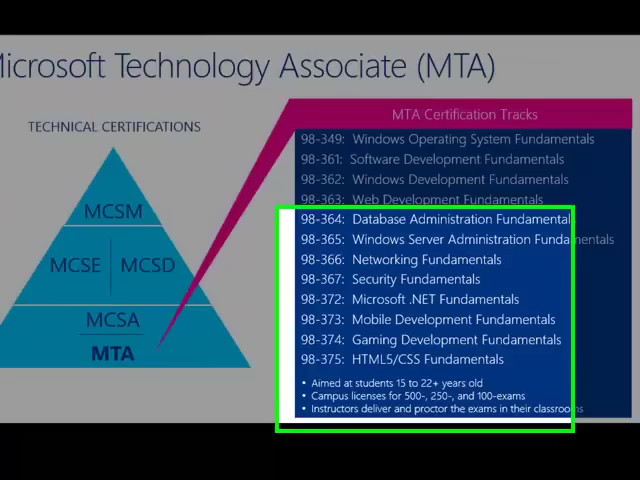 Microsoft Technology Associate (MTA)
TECHNICAL CERTIFICATIONS
MCSM
MCSE
MCSD
MCSA
MTA
MTA Certification Tracks
98-349: Windows Operating System Fundamentals
98-361: Software Development Fundamentals
98-362: Windows Development Fundamentals
98-363: Web Development Fundamentals
98-364: Database Administration Fundamentals
98-365: Windows Server Administration Fundamentals
98-366: Networking Fundamentals
98-367: Security Fundamentals
98-372: Microsoft .NET Fundamentals
98-373: Mobile Development Fundamentals
98-374: Gaming Development Fundamentals
98-375: HTML5/CSS Fundamentals
• Aimed at students 15 to 22+ years old
• Campus licenses for 500-, 250-, and 100-exams
• Instructors deliver and proctor the exams in their classrooms